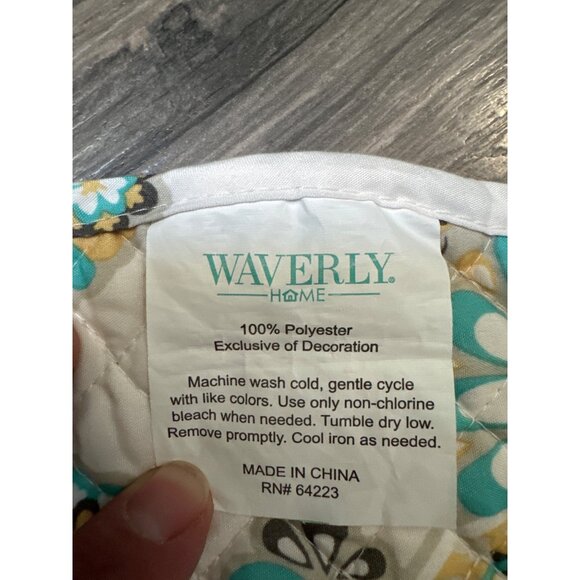 WAVERLY®
HOME
100% Polyester
Exclusive of Decoration
Machine wash cold, gentle cycle
with like colors. Use only non-chlorine
bleach when needed. Tumble dry low.
Remove promptly. Cool iron as needed.
MADE IN CHINA
RN# 64223